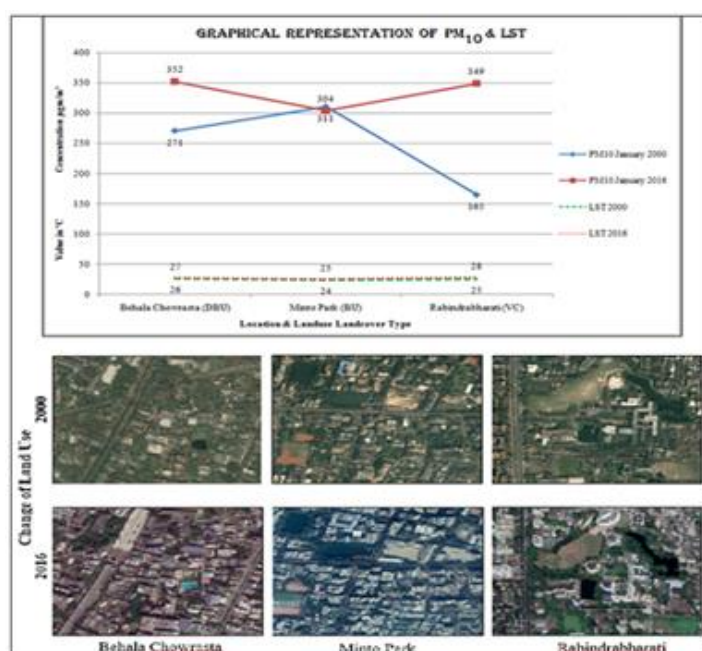 GRAPHICAL REPRESENTATION OF PM10 & LST
400
350
300
250
200
150
100
50
0
Concentration
Value in °C
352
304
349
271
311
165
27
25
28
26
24
25
PM10 January 2000
PM10 January 2016
LST 2000
LST 2016
Behala Chowrasta (DBU)
Minto Park (BU)
Rabindrabharati (VC)
Location & Landuse Landcover Type
Change of Land Use
2000
2016
Behala Chowrasta
Minto Park
Rabindrabharati